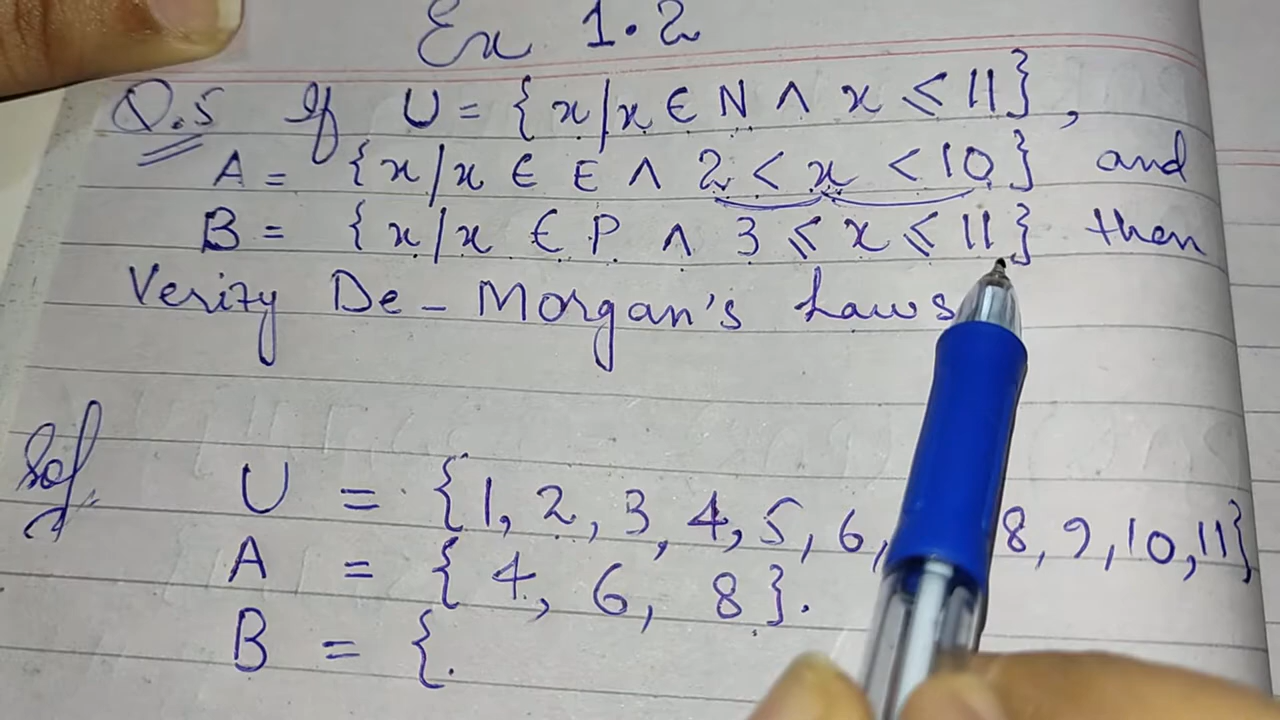 Ex 1.2
Q.5 If U = {x/x ∈ N ∧ x ≤ 11},
A = {x/x ∈ E ∧ 2 < x < 10} and
B = {x/x ∈ P ∧ 3 ≤ x ≤ 11} then
Verify De-Morgan's Laws
Sol.
U = {1, 2, 3, 4, 5, 6, 8, 9, 10, 11}
A = {4, 6, 8}.
B = {.